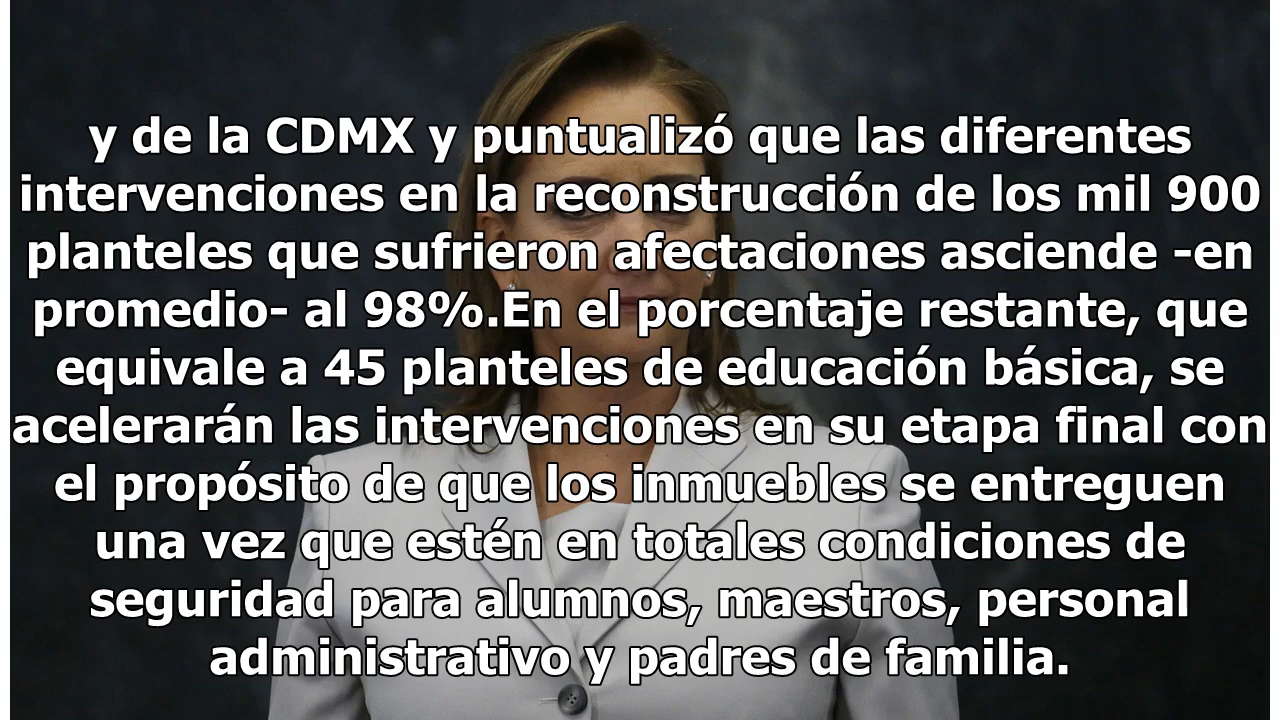 y de la CDMX y puntualizó que las diferentes
intervenciones en la reconstrucción de los mil 900
planteles que sufrieron afectaciones asciende -en
promedio- al 98%.En el porcentaje restante, que
equivale a 45 planteles de educación básica, se
acelerarán las intervenciones en su etapa final con
el propósito de que los inmuebles se entreguen
una vez que estén en totales condiciones de
seguridad para alumnos, maestros, personal
administrativo y padres de familia.